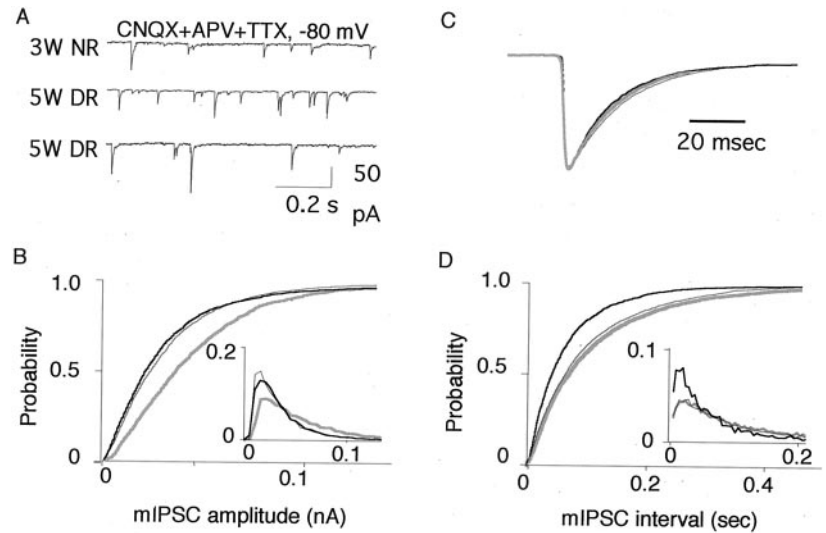 A
CNQX+APV+TTX, -80 mV
3W NR
5W DR
5W DR
50
pA
0.2 s
C
20 msec
B
1.0
0.5
0
Probability
0.2
0
0
0.1
0
0.1
mIPSC amplitude (nA)
D
1.0
0.5
0
Probability
0.1
0
0
0.2
0
0.2
0.4
mIPSC interval (sec)